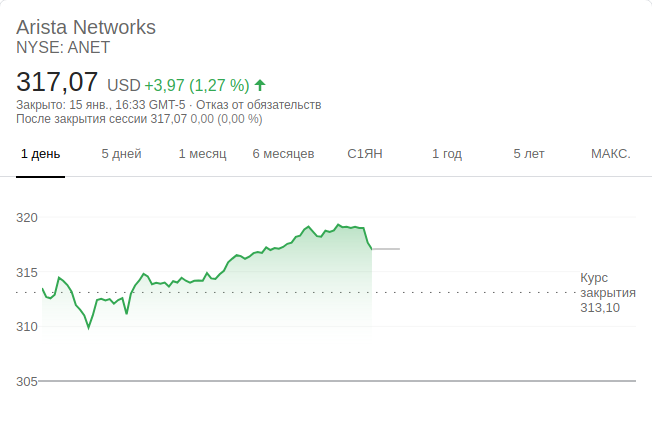 Arista Networks
NYSE: ANET
317,07 USD +3,97 (1,27 %)
Закрыто: 15 янв., 16:33 GMT-5 · Отказ от обязательств
После закрытия сессии 317,07 0,00 (0,00 %)
1 день 5 дней 1 месяц 6 месяцев С1ЯН 1 год 5 лет МАКС.
320
315
Курс
закрытия
313,10
310
305